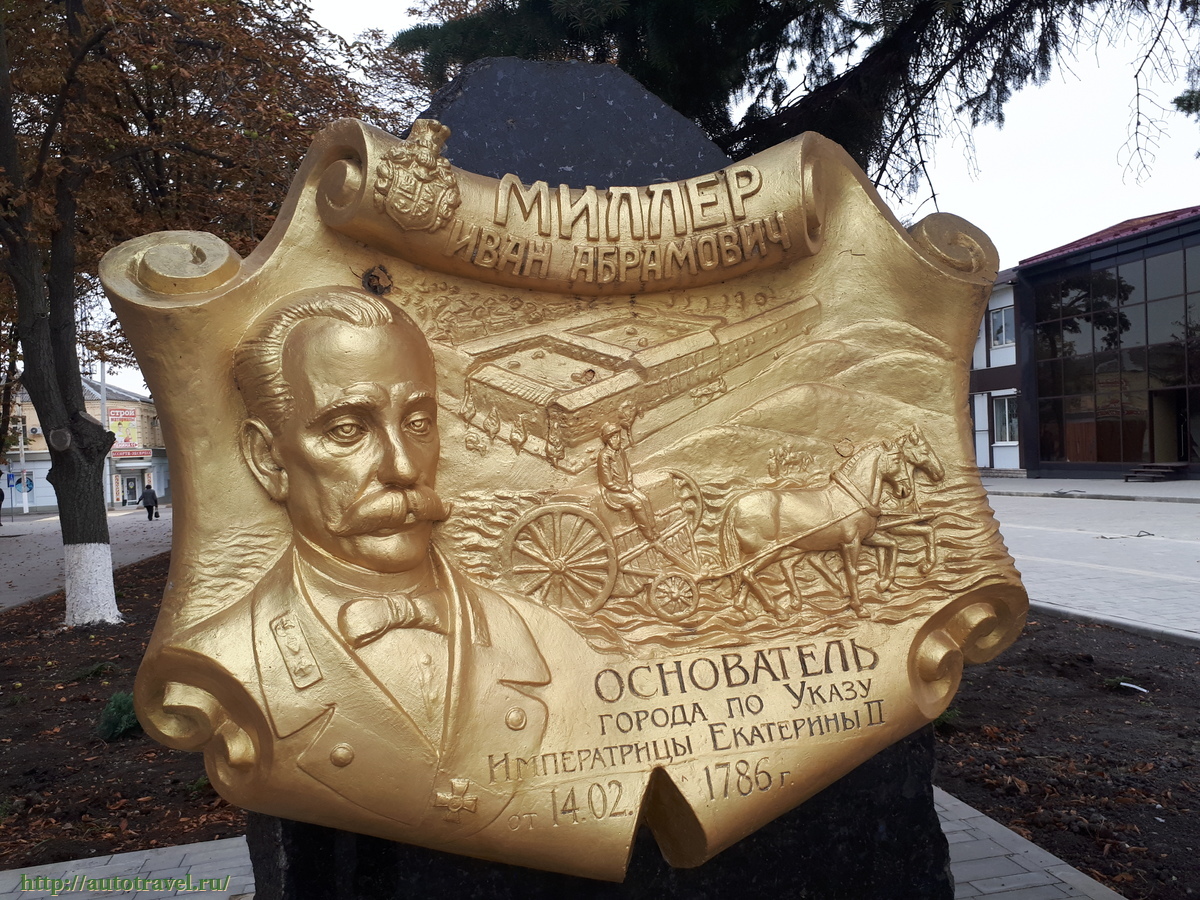 МИЛЛЕР
ИВАН АБРАМОВИЧ
ОСНОВАТЕЛЬ
ГОРОДА ПО УКАЗУ
ИМПЕРАТРИЦЫ ЕКАТЕРИНЫ II
от 14.02. 1786 г.
строй
http://autotravel.ru/